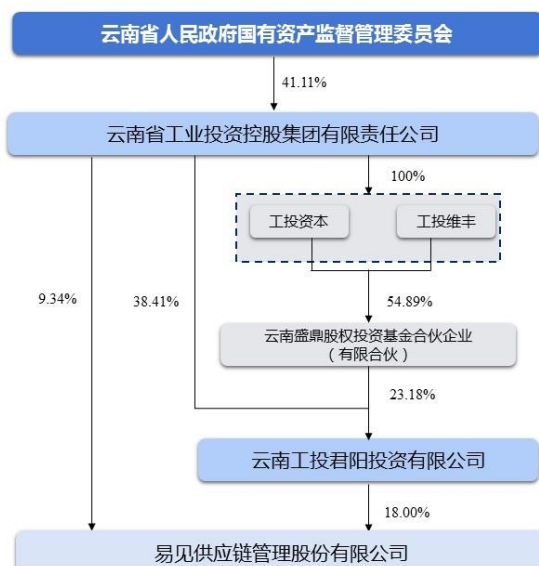 云南省人民政府国有资产监督管理委员会
41.11%
云南省工业投资控股集团有限责任公司
100%
工投资本
工投维丰
9.34%
38.41%
54.89%
云南盛鼎股权投资基金合伙企业
（有限合伙）
23.18%
云南工投君阳投资有限公司
18.00%
易见供应链管理股份有限公司